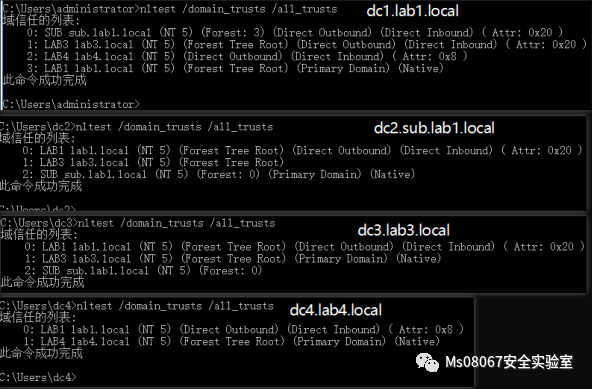 C:\Users\administrator>nltest /domain_trusts /all_trusts
dc1.lab1.local
域信任的列表:
0: SUB sub.lab1.local (NT 5) (Forest: 3) (Direct Outbound) (Direct Inbound) ( Attr: 0x20 )
1: LAB3 lab3.local (NT 5) (Forest Tree Root) (Direct Outbound) (Direct Inbound) ( Attr: 0x20 )
2: LAB4 lab4.local (NT 5) (Direct Outbound) (Direct Inbound) ( Attr: 0x8 )
3: LAB1 lab1.local (NT 5) (Forest Tree Root) (Primary Domain) (Native)
此命令成功完成
C:\Users\administrator>
C:\Users\dc2>nltest /domain_trusts /all_trusts
dc2.sub.lab1.local
域信任的列表:
0: LAB1 lab1.local (NT 5) (Forest Tree Root) (Direct Outbound) (Direct Inbound) ( Attr: 0x20 )
1: LAB3 lab3.local (NT 5) (Forest Tree Root)
2: SUB sub.lab1.local (NT 5) (Forest: 0) (Primary Domain) (Native)
此命令成功完成
C:\Users\dc2>
C:\Users\dc3>nltest /domain_trusts /all_trusts
dc3.lab3.local
域信任的列表:
0: LAB1 lab1.local (NT 5) (Forest Tree Root) (Direct Outbound) (Direct Inbound) ( Attr: 0x20 )
1: LAB3 lab3.local (NT 5) (Forest Tree Root) (Primary Domain) (Native)
2: SUB sub.lab1.local (NT 5) (Forest: 0)
此命令成功完成
C:\Users\dc4>nltest /domain_trusts /all_trusts
dc4.lab4.local
域信任的列表:
0: LAB1 lab1.local (NT 5) (Direct Outbound) (Direct Inbound) ( Attr: 0x8 )
1: LAB4 lab4.local (NT 5) (Forest Tree Root) (Primary Domain) (Native)
此命令成功完成
C:\Users\dc4>
Ms08067安全实验室